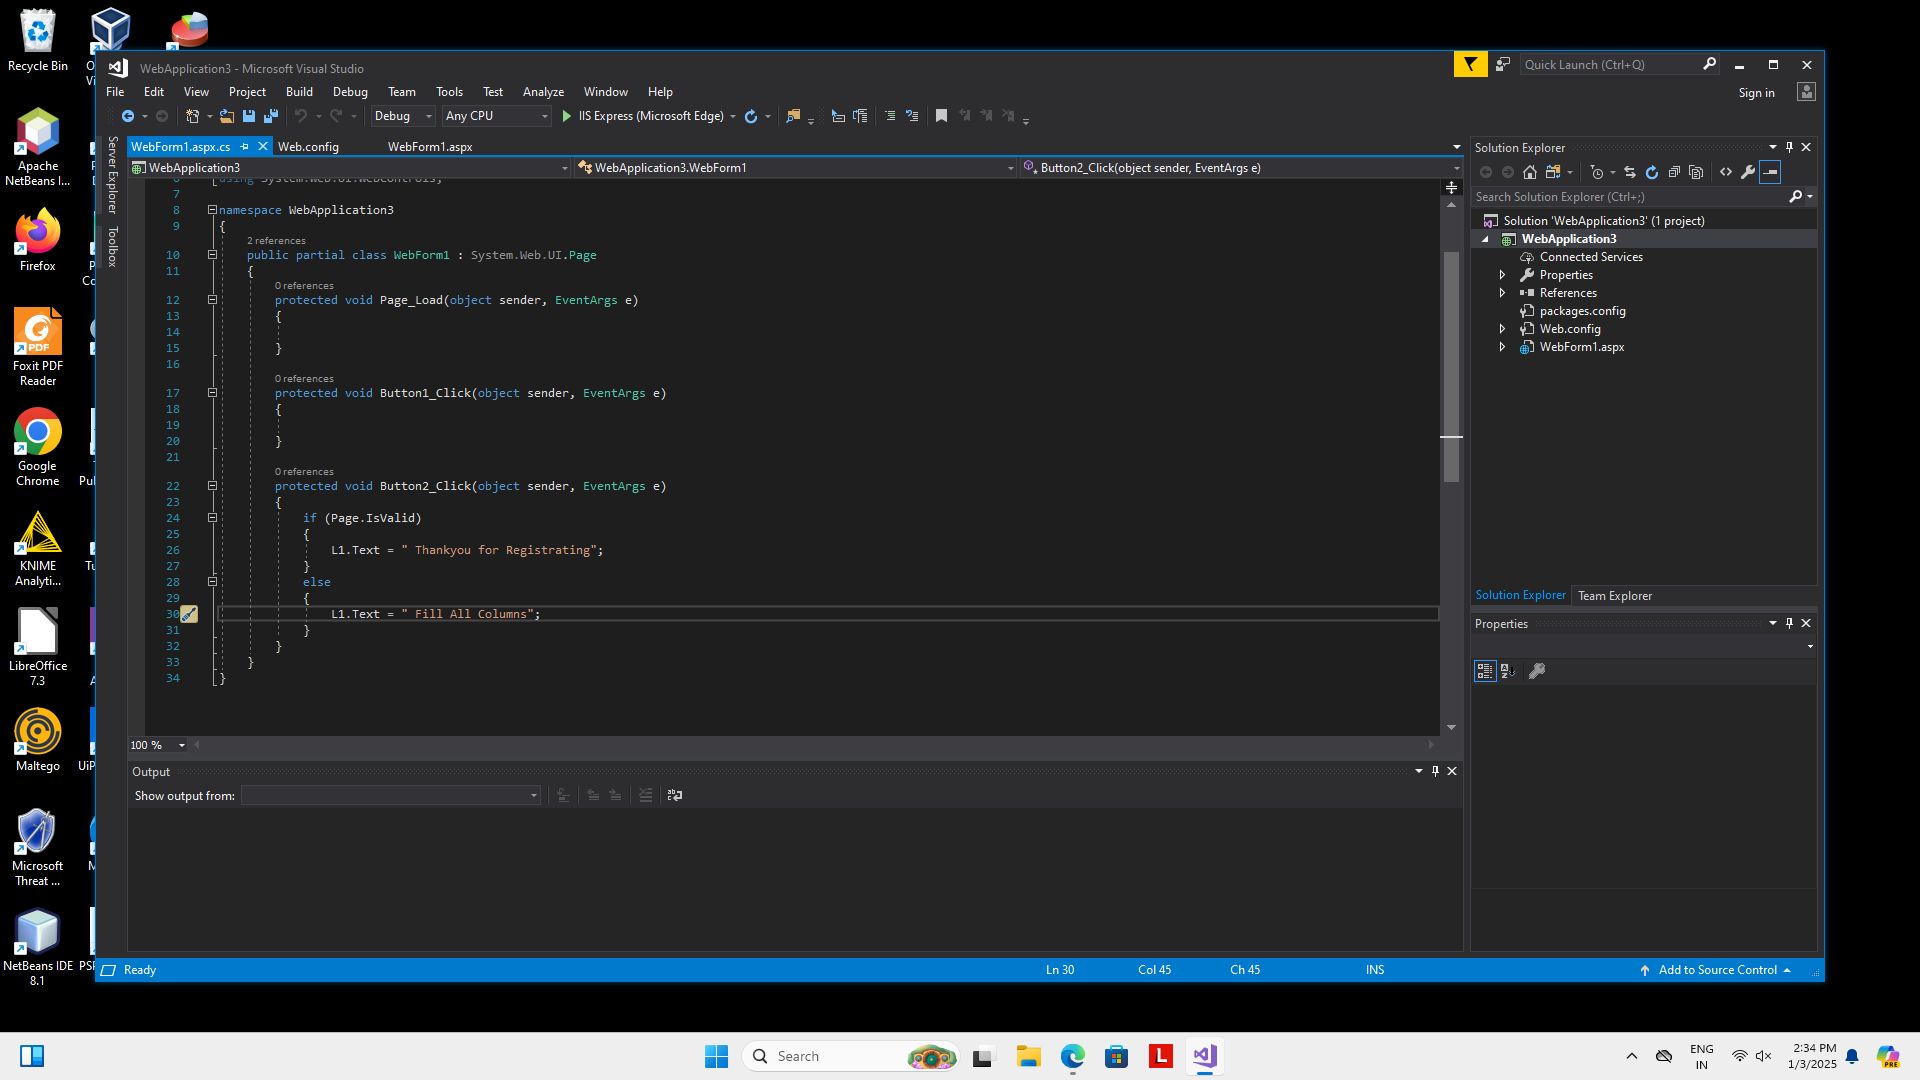 Recycle Bin
Apache
NetBeans I...
Firefox
Foxit PDF
Reader
Google
Chrome
KNIME
Analyti...
LibreOffice
7.3
Maltego
Microsoft
Threat ...
NetBeans IDE
8.1
WebApplication3 - Microsoft Visual Studio
Quick Launch (Ctrl+Q)
File Edit View Project Build Debug Team Tools Test Analyze Window Help
Sign in
Debug Any CPU IIS Express (Microsoft Edge)
Server Explorer
Toolbox
WebForm1.aspx.cs Web.config WebForm1.aspx
WebApplication3 WebApplication3.WebForm1 Button2_Click(object sender, EventArgs e)
6 using System.Web.UI.WebControls;
7
8 namespace WebApplication3
9 {
2 references
10 public partial class WebForm1 : System.Web.UI.Page
11 {
0 references
12 protected void Page_Load(object sender, EventArgs e)
13 {
14
15 }
16
0 references
17 protected void Button1_Click(object sender, EventArgs e)
18 {
19
20 }
21
0 references
22 protected void Button2_Click(object sender, EventArgs e)
23 {
24 if (Page.IsValid)
25 {
26 L1.Text = " Thankyou for Registrating";
27 }
28 else
29 {
30 L1.Text = " Fill All Columns";
31 }
32 }
33 }
34 }
100 %
Output
Show output from:
Solution Explorer
Search Solution Explorer (Ctrl+;)
Solution 'WebApplication3' (1 project)
WebApplication3
Connected Services
Properties
References
packages.config
Web.config
WebForm1.aspx
Solution Explorer Team Explorer
Properties
Ready Ln 30 Col 45 Ch 45 INS Add to Source Control
Search
ENG
IN
2:34 PM
1/3/2025